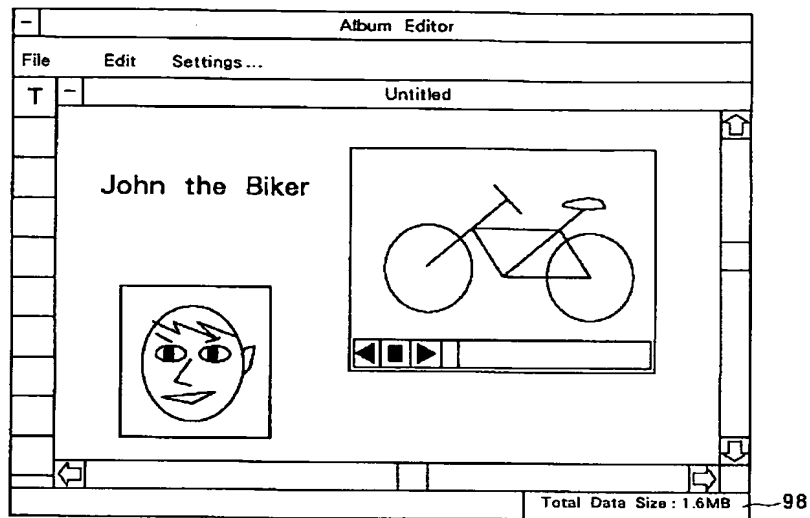 Album Editor
File Edit Settings...
T
Untitled
John the Biker
Total Data Size : 1.6MB
98